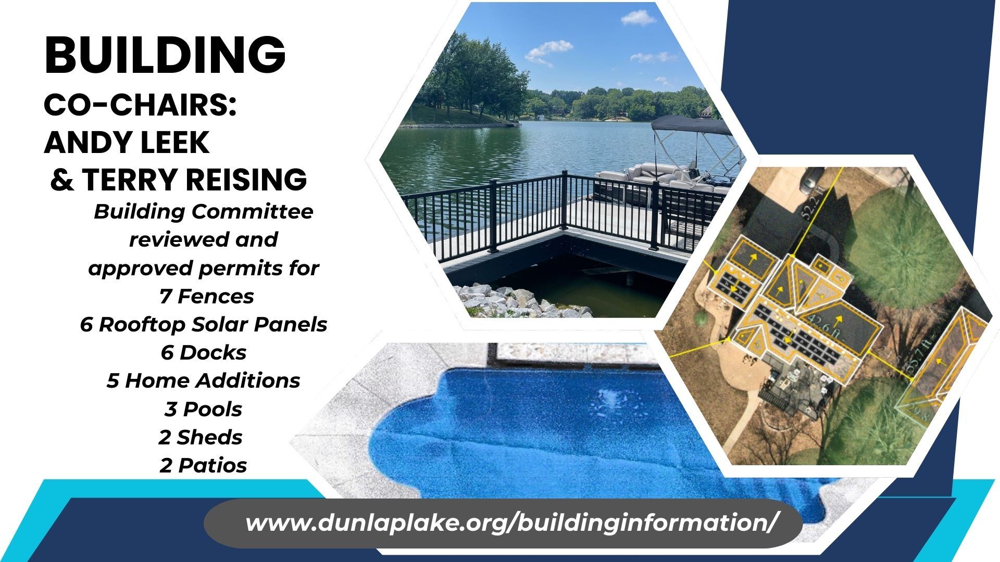 BUILDING
CO-CHAIRS:
ANDY LEEK
& TERRY REISING
Building Committee
reviewed and
approved permits for
7 Fences
6 Rooftop Solar Panels
6 Docks
5 Home Additions
3 Pools
2 Sheds
2 Patios
52.2 ft
42.6 ft
55.7 ft
29.8
www.dunlaplake.org/buildinginformation/